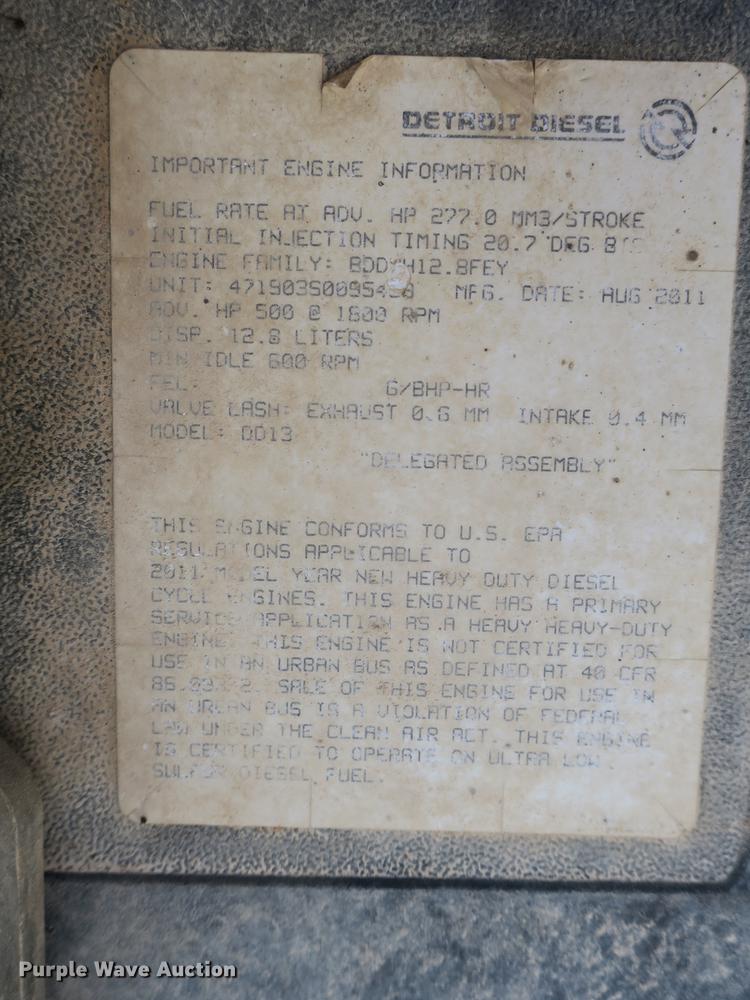 DETROIT DIESEL
IMPORTANT ENGINE INFORMATION
FUEL RATE AT ADV. HP 277.0 MM3/STROKE
INITIAL INJECTION TIMING 20.7 DEG
ENGINE FAMILY: BDDXH12.8FEY
UNIT: MFG. DATE: AUG 2011
ADV. HP 500 @ 1800 RPM
DISP. 12.8 LITERS
MIN IDLE 600 RPM
FEL: G/BHP-HR
VALVE LASH: EXHAUST 0.6 MM INTAKE 0.4 MM
MODEL: DD13
"DELEGATED ASSEMBLY"
THIS ENGINE CONFORMS TO U.S. EPA
REGULATIONS APPLICABLE TO
2011 MODEL YEAR NEW HEAVY DUTY DIESEL
CYCLE ENGINES. THIS ENGINE HAS A PRIMARY
SERVICE APPLICATION AS A HEAVY HEAVY-DUTY
ENGINE. THIS ENGINE IS NOT CERTIFIED FOR
USE IN AN URBAN BUS AS DEFINED AT 40 CFR
SALE OF THIS ENGINE FOR USE IN
AN URBAN BUS IS A VIOLATION OF FEDERAL
LAW UNDER THE CLEAN AIR ACT. THIS ENGINE
IS CERTIFIED TO OPERATE ON ULTRA LOW
SULFUR DIESEL FUEL.
Purple Wave Auction